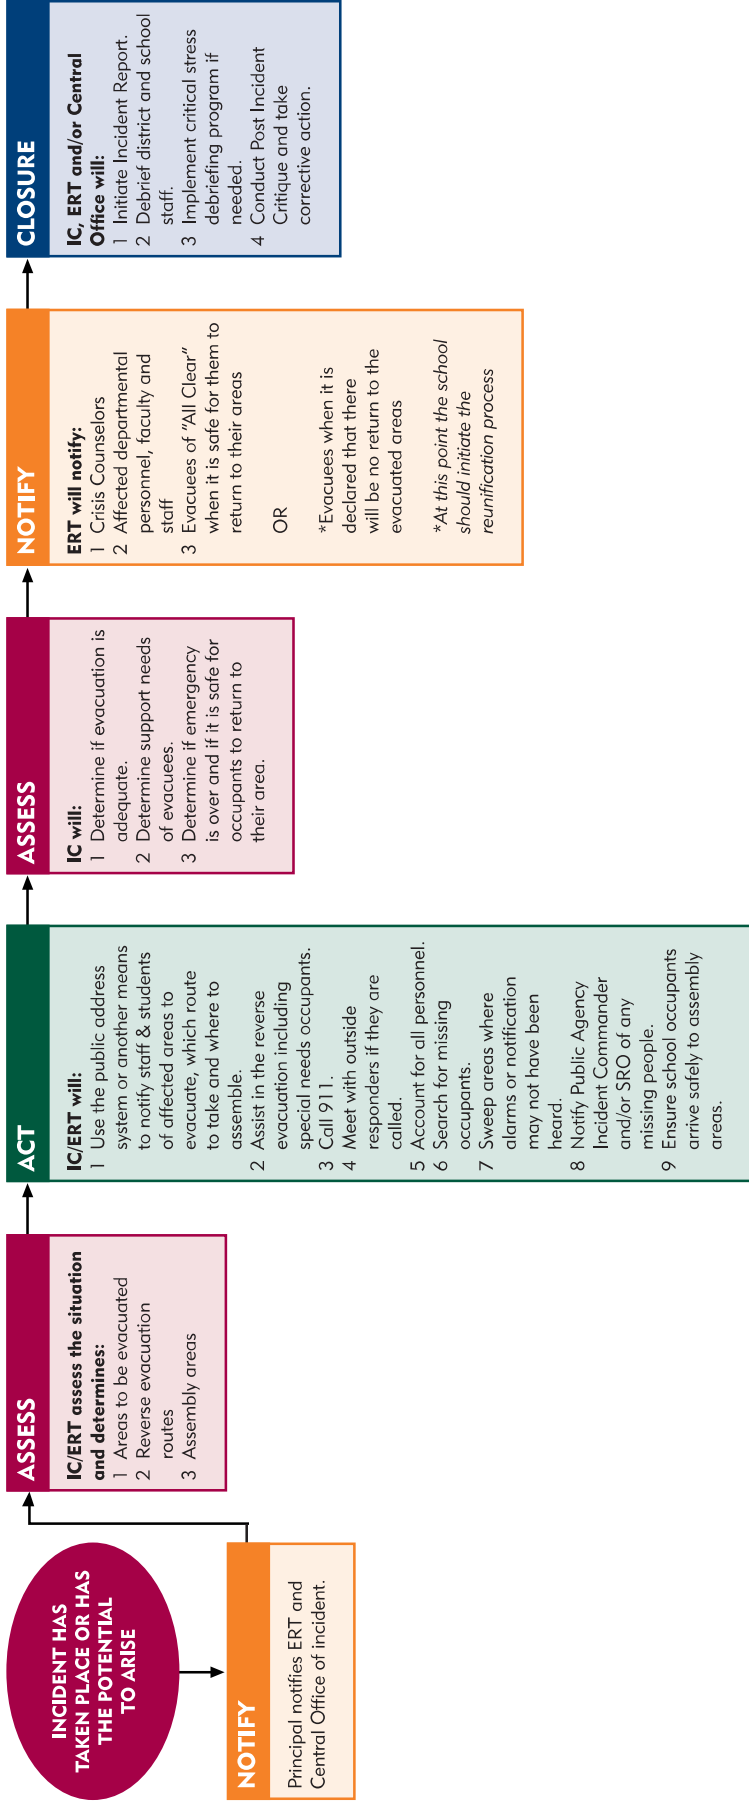 INCIDENT HAS
TAKEN PLACE OR HAS
THE POTENTIAL
TO ARISE
NOTIFY
Principal notifies ERT and
Central Office of incident.
ASSESS
IC/ERT assess the situation
and determines:
1 Areas to be evacuated
2 Reverse evacuation
routes
3 Assembly areas
ACT
IC/ERT will:
1 Use the public address
system or another means
to notify staff & students
of affected areas to
evacuate, which route
to take and where to
assemble.
2 Assist in the reverse
evacuation including
special needs occupants.
3 Call 911.
4 Meet with outside
responders if they are
called.
5 Account for all personnel.
6 Search for missing
occupants.
7 Sweep areas where
alarms or notification
may not have been
heard.
8 Notify Public Agency
Incident Commander
and/or SRO of any
missing people.
9 Ensure school occupants
arrive safely to assembly
areas.
ASSESS
IC will:
1 Determine if evacuation is
adequate.
2 Determine support needs
of evacuees.
3 Determine if emergency
is over and if it is safe for
occupants to return to
their area.
NOTIFY
ERT will notify:
1 Crisis Counselors
2 Affected departmental
personnel, faculty and
staff
3 Evacuees of "All Clear"
when it is safe for them to
return to their areas
OR
*Evacuees when it is
declared that there
will be no return to the
evacuated areas
*At this point the school
should initiate the
reunification process
CLOSURE
IC, ERT and/or Central
Office will:
1 Initiate Incident Report.
2 Debrief district and school
staff.
3 Implement critical stress
debriefing program if
needed.
4 Conduct Post Incident
Critique and take
corrective action.